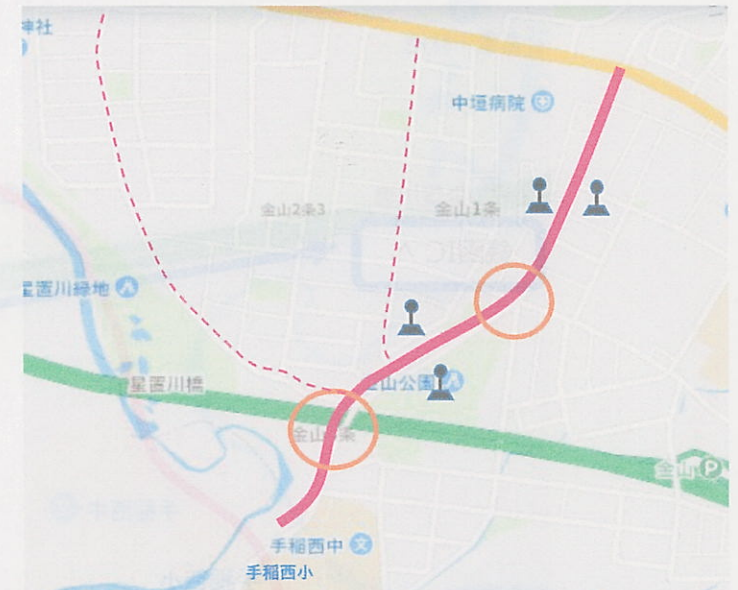 神社
中垣病院
金山2条3
金山1条
星置川緑地
星置川橋
山公園
金山 条
金山 P
手稲西中
文
手稲西小